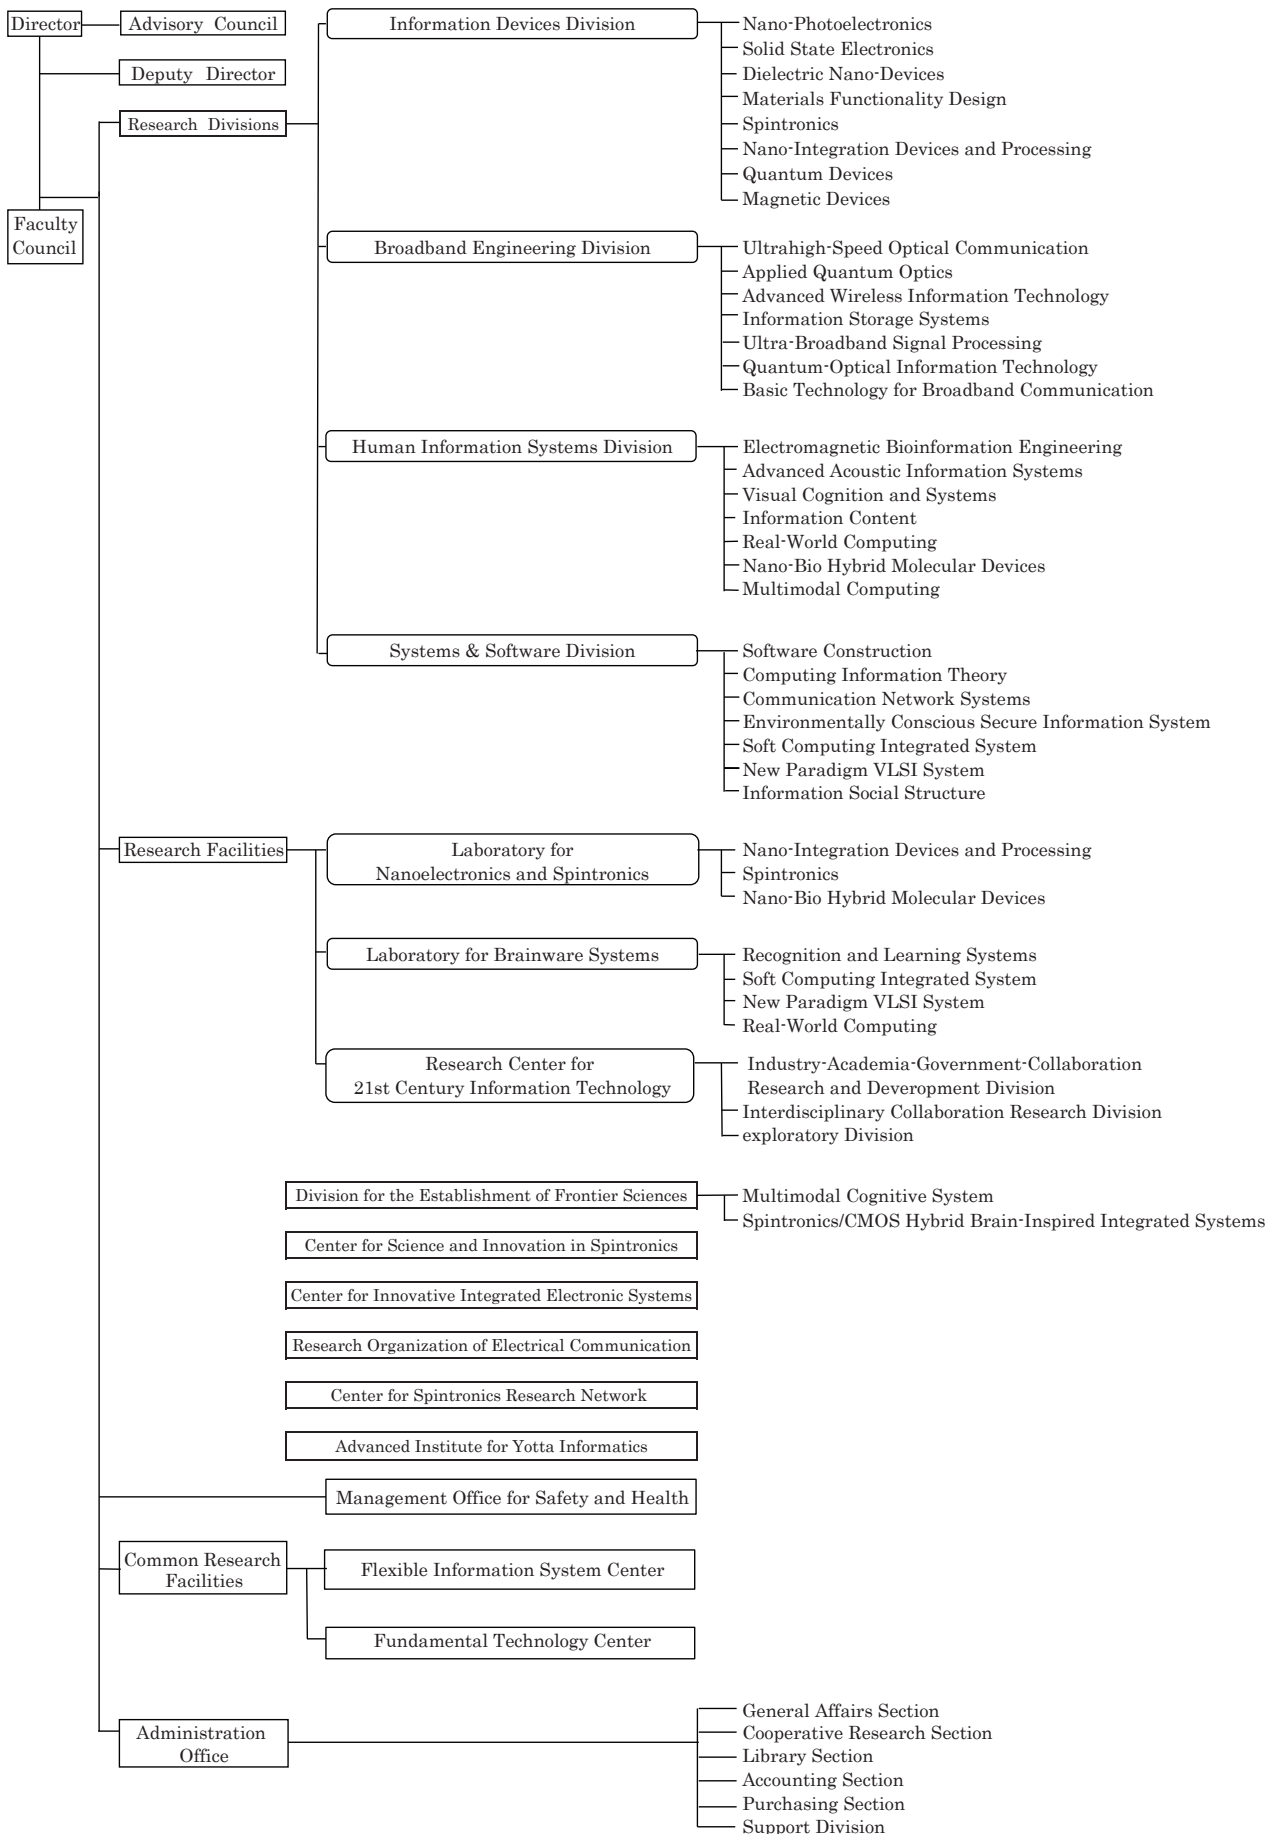 Director
Advisory Council
Deputy Director
Research Divisions
Faculty
Council
Information Devices Division
Nano-Photoelectronics
Solid State Electronics
Dielectric Nano-Devices
Materials Functionality Design
Spintronics
Nano-Integration Devices and Processing
Quantum Devices
Magnetic Devices
Broadband Engineering Division
Ultrahigh-Speed Optical Communication
Applied Quantum Optics
Advanced Wireless Information Technology
Information Storage Systems
Ultra-Broadband Signal Processing
Quantum-Optical Information Technology
Basic Technology for Broadband Communication
Human Information Systems Division
Electromagnetic Bioinformation Engineering
Advanced Acoustic Information Systems
Visual Cognition and Systems
Information Content
Real-World Computing
Nano-Bio Hybrid Molecular Devices
Multimodal Computing
Systems & Software Division
Software Construction
Computing Information Theory
Communication Network Systems
Environmentally Conscious Secure Information System
Soft Computing Integrated System
New Paradigm VLSI System
Information Social Structure
Research Facilities
Laboratory for
Nanoelectronics and Spintronics
Nano-Integration Devices and Processing
Spintronics
Nano-Bio Hybrid Molecular Devices
Laboratory for Brainware Systems
Recognition and Learning Systems
Soft Computing Integrated System
New Paradigm VLSI System
Real-World Computing
Research Center for
21st Century Information Technology
Industry-Academia-Government-Collaboration
Research and Deveropment Division
Interdisciplinary Collaboration Research Division
exploratory Division
Division for the Establishment of Frontier Sciences
Multimodal Cognitive System
Spintronics/CMOS Hybrid Brain-Inspired Integrated Systems
Center for Science and Innovation in Spintronics
Center for Innovative Integrated Electronic Systems
Research Organization of Electrical Communication
Center for Spintronics Research Network
Advanced Institute for Yotta Informatics
Management Office for Safety and Health
Common Research
Facilities
Flexible Information System Center
Fundamental Technology Center
Administration
Office
General Affairs Section
Cooperative Research Section
Library Section
Accounting Section
Purchasing Section
Support Division